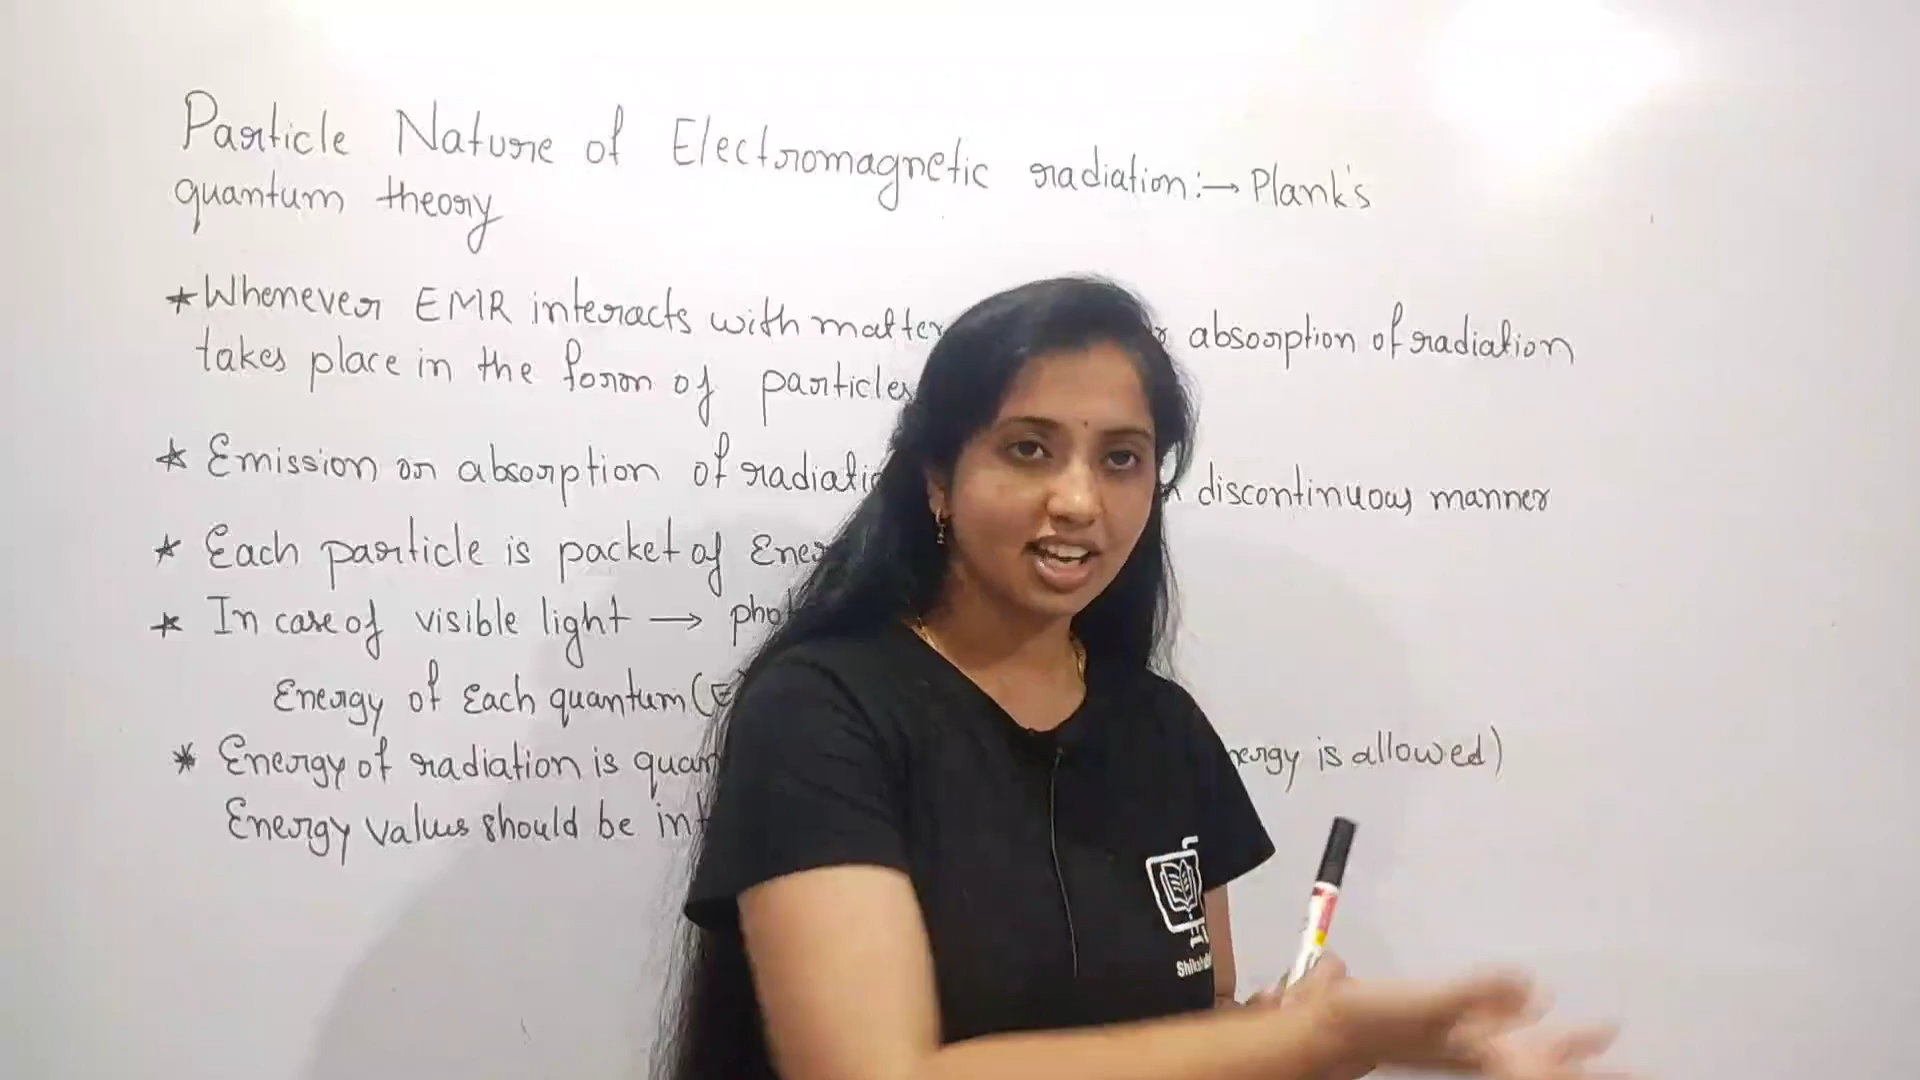 Particle Nature of Electromagnetic radiation:→ Plank's
quantum theory
* Whenever EMR interacts with matter absorption of radiation
takes place in the form of particles
* Emission or absorption of discontinuous manner
* Each particle is packet of
* In case of visible light →
Energy of Each quantum
* Energy of radiation is is allowed)
Energy values should be